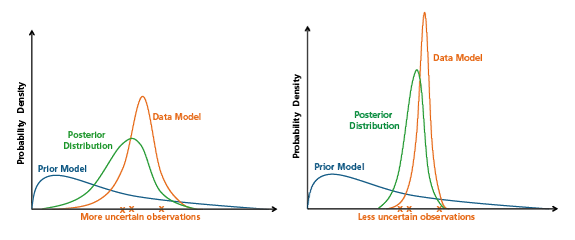 Probability Density
Prior Model
Posterior
Distribution
Data Model
More uncertain observations
Probability Density
Prior Model
Posterior
Distribution
Data Model
Less uncertain observations